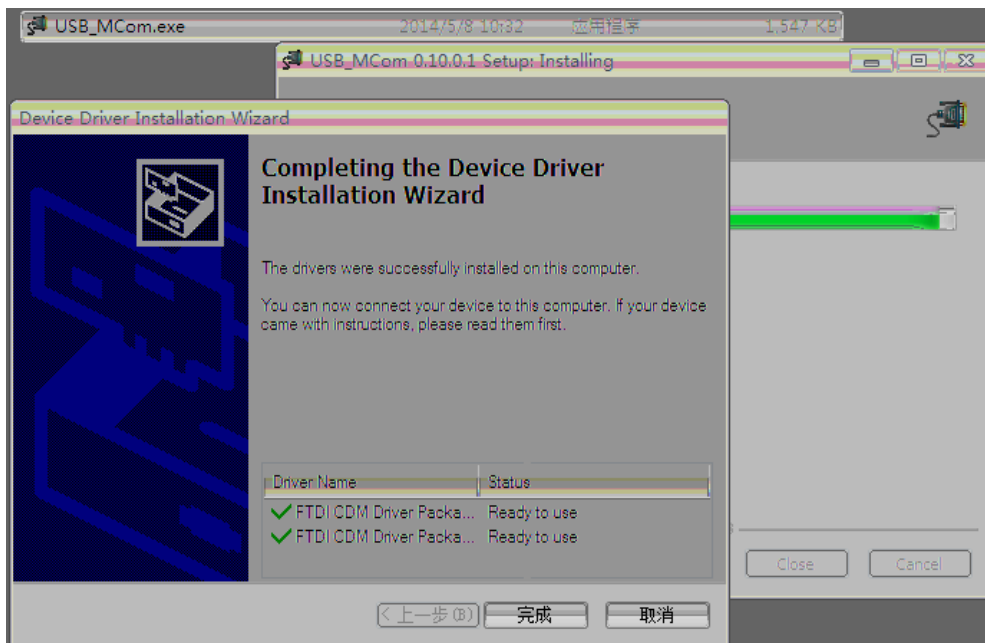 USB_MCom.exe 2014/5/8 10:32 应用程序 1,547 KB
USB_MCom 0.10.0.1 Setup: Installing
Device Driver Installation Wizard
Completing the Device Driver
Installation Wizard
The drivers were successfully installed on this computer.
You can now connect your device to this computer. If your device
came with instructions, please read them first.
Driver Name Status
FTDI CDM Driver Packa... Ready to use
FTDI CDM Driver Packa... Ready to use
Close Cancel
< 上一步(B) 完成 取消